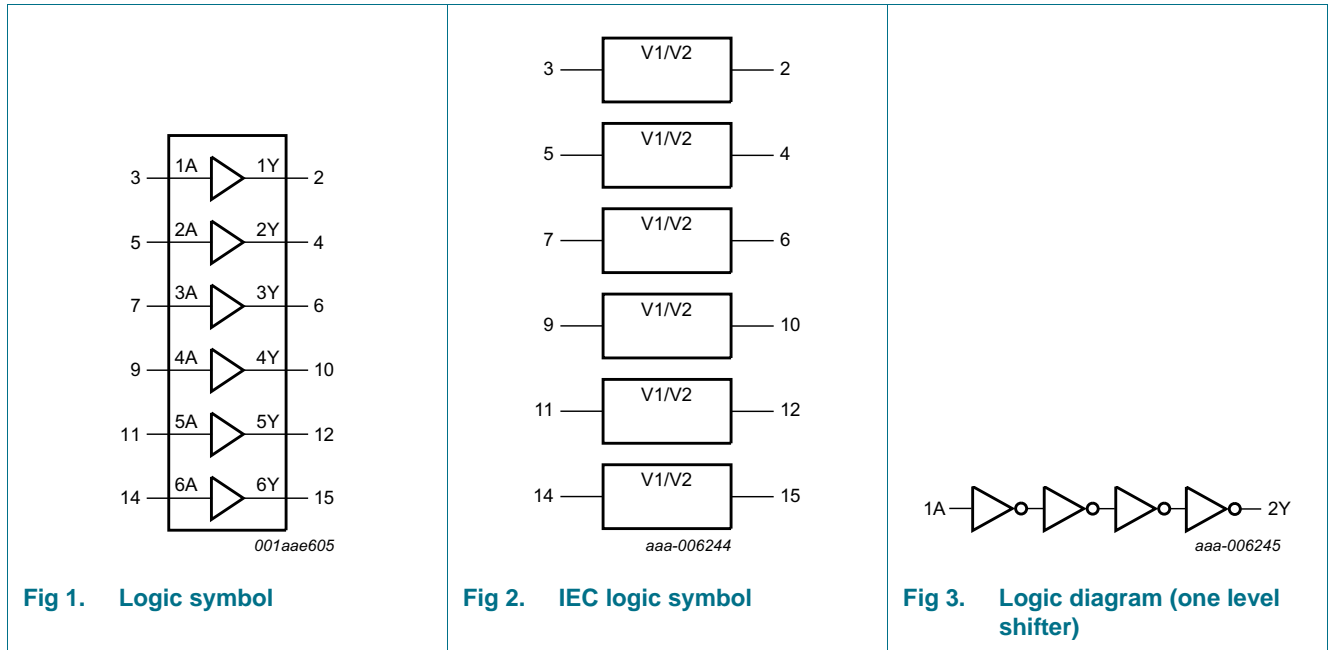 3 1A 1Y 2
5 2A 2Y 4
7 3A 3Y 6
9 4A 4Y 10
11 5A 5Y 12
14 6A 6Y 15
001aae605
Fig 1. Logic symbol
3 V1/V2 2
5 V1/V2 4
7 V1/V2 6
9 V1/V2 10
11 V1/V2 12
14 V1/V2 15
aaa-006244
Fig 2. IEC logic symbol
1A 2Y
aaa-006245
Fig 3. Logic diagram (one level
shifter)